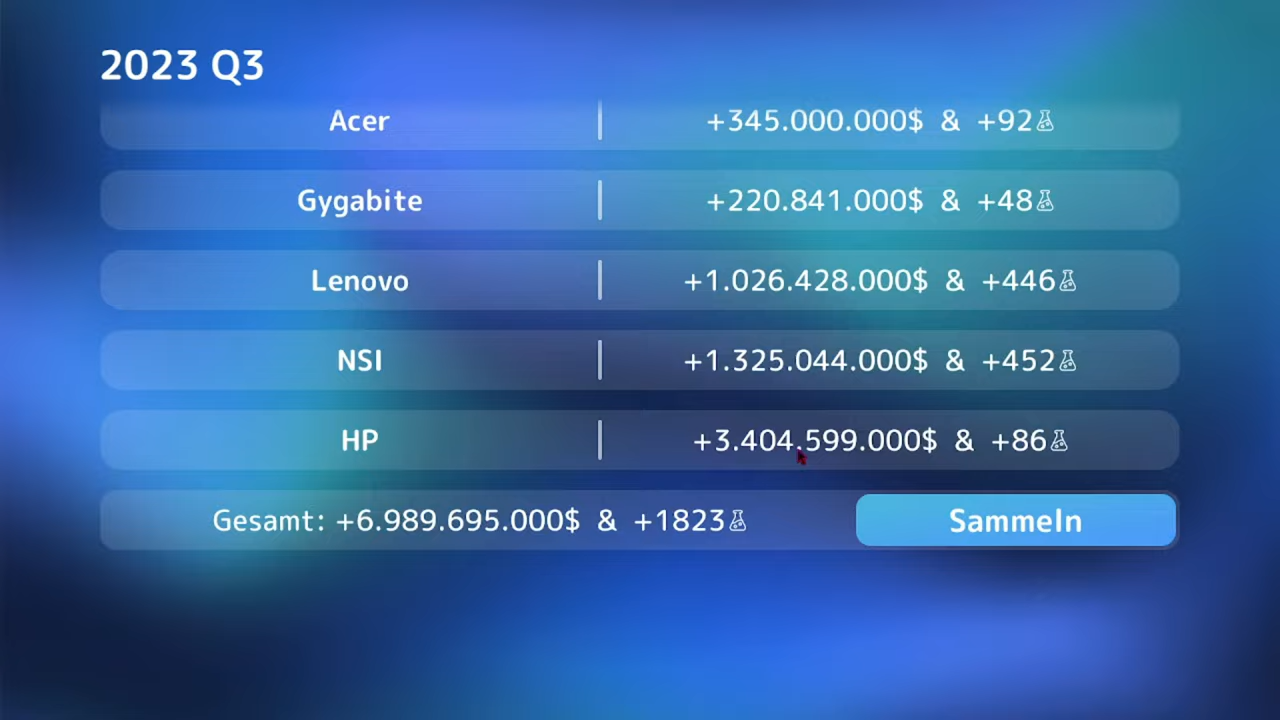 2023 Q3
Acer | +345.000.000$ & +92
Gygabite | +220.841.000$ & +48
Lenovo | +1.026.428.000$ & +446
NSI | +1.325.044.000$ & +452
HP | +3.404.599.000$ & +86
Gesamt: +6.989.695.000$ & +1823 Sammeln